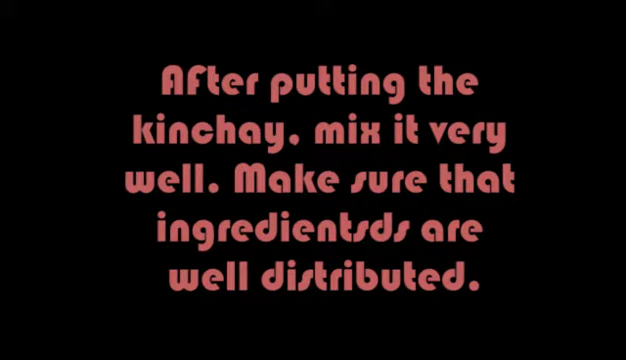 After putting the
kinchay, mix it very
well. Make sure that
ingredientsds are
well distributed.